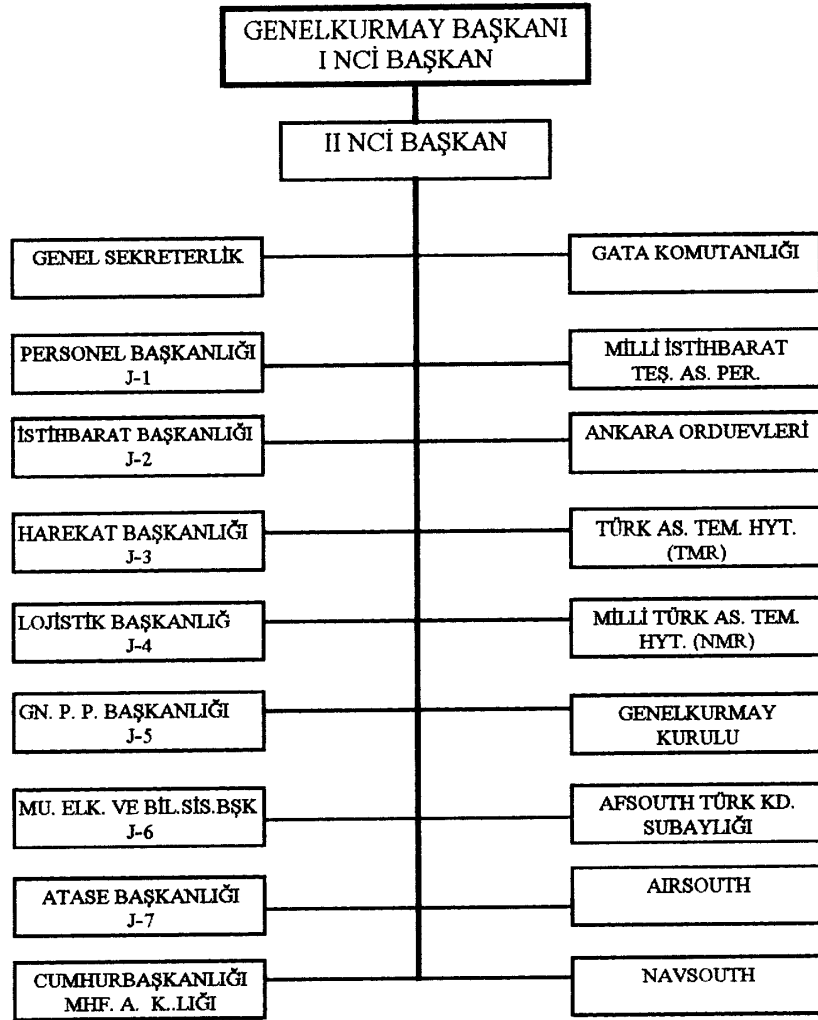 GENELKURMAY BAŞKANI
I NCİ BAŞKAN
II NCİ BAŞKAN
GENEL SEKRETERLİK
GATA KOMUTANLIĞI
PERSONEL BAŞKANLIĞI
J-1
MİLLİ İSTİHBARAT
TEŞ. AS. PER.
İSTİHBARAT BAŞKANLIĞI
J-2
ANKARA ORDUEVLERİ
HAREKAT BAŞKANLIĞI
J-3
TÜRK AS. TEM. HYT.
(TMR)
LOJİSTİK BAŞKANLIĞ
J-4
MİLLİ TÜRK AS. TEM.
HYT. (NMR)
GN. P. P. BAŞKANLIĞI
J-5
GENELKURMAY
KURULU
MU. ELK. VE BİL.SİS.BŞK
J-6
AFSOUTH TÜRK KD.
SUBAYLIĞI
ATASE BAŞKANLIĞI
J-7
AIRSOUTH
CUMHURBAŞKANLIĞI
MHF. A. K..LIĞI
NAVSOUTH